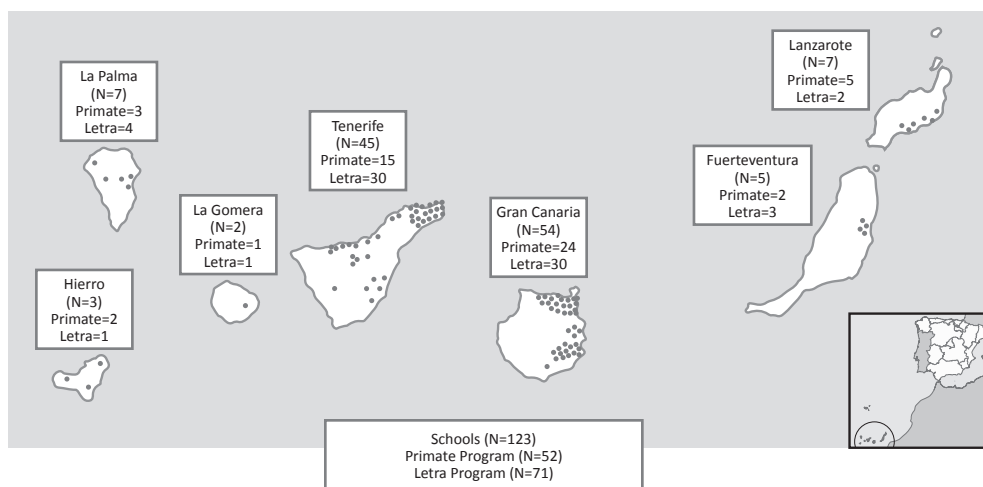 La Palma
(N=7)
Primate=3
Letra=4
Tenerife
(N=45)
Primate=15
Letra=30
Lanzarote
(N=7)
Primate=5
Letra=2
Fuerteventura
(N=5)
Primate=2
Letra=3
La Gomera
(N=2)
Primate=1
Letra=1
Gran Canaria
(N=54)
Primate=24
Letra=30
Hierro
(N=3)
Primate=2
Letra=1
Schools (N=123)
Primate Program (N=52)
Letra Program (N=71)